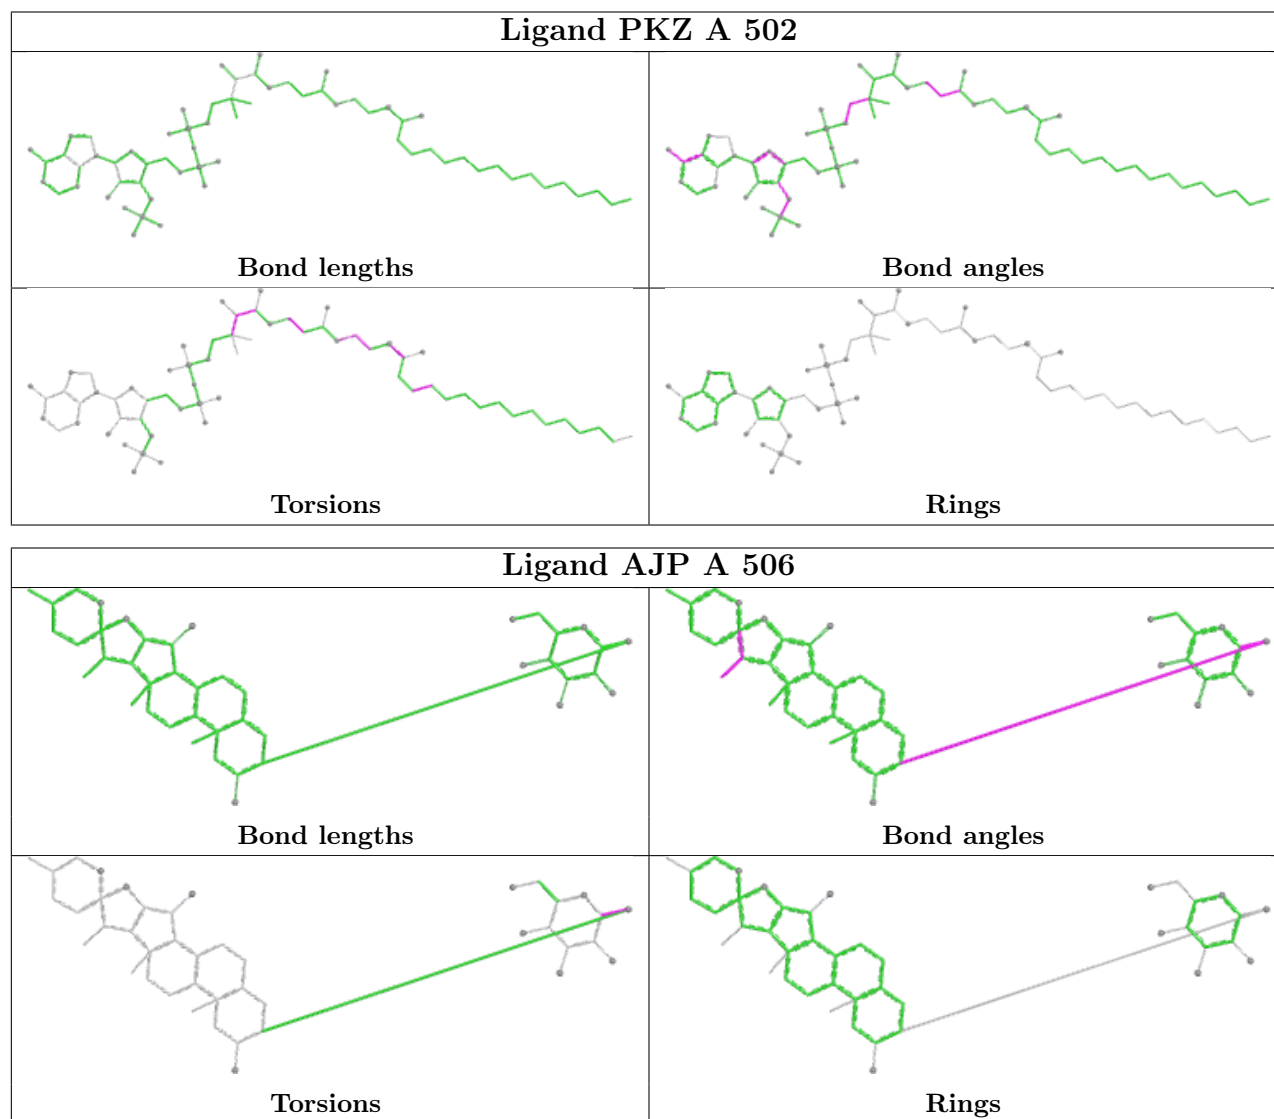 Ligand PKZ A 502
Bond lengths
Bond angles
Torsions
Rings
Ligand AJP A 506
Bond lengths
Bond angles
Torsions
Rings